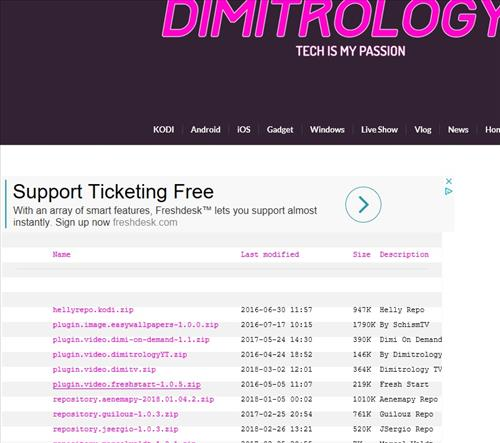 DIMITROLOGY
TECH IS MY PASSION
KODI Android iOS Gadget Windows Live Show Vlog News
Support Ticketing Free
With an array of smart features, Freshdesk™ lets you support almost
instantly. Sign up now freshdesk.com
Name Last modified Size Description
hellyrepo.kodi.zip 2016-06-30 11:57 947K Helly Repo
plugin.image.easywallpapers-1.0.0.zip 2016-07-17 10:15 1790K By SchismTV
plugin.video.dimi-on-demand-1.1.zip 2017-05-24 14:30 390K Dimi On Demand
plugin.video.dimitrologyYT.zip 2016-04-24 18:52 146K By Dimitrology
plugin.video.dimitv.zip 2018-03-02 12:01 364K Dimitrology TV
plugin.video.freshstart-1.0.5.zip 2016-05-05 11:07 219K Fresh Start
repository.aenemapy-2018.01.04.2.zip 2018-01-05 00:02 1010K Aenemapy Repo
repository.guilouz-1.0.3.zip 2017-02-25 20:54 761K Guilouz Repo
repository.jsergio-1.0.3.zip 2018-02-26 13:21 520K JSergio Repo